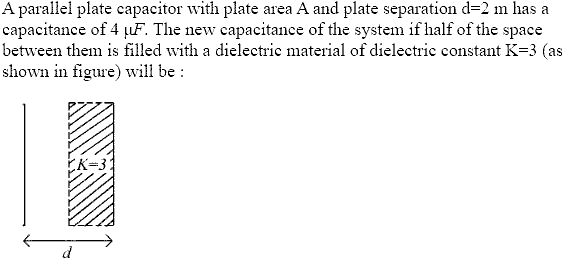 A parallel plate capacitor with plate area A and plate separation d=2 m has a
capacitance of 4 μF. The new capacitance of the system if half of the space
between them is filled with a dielectric material of dielectric constant K=3 (as
shown in figure) will be :
K=3
d